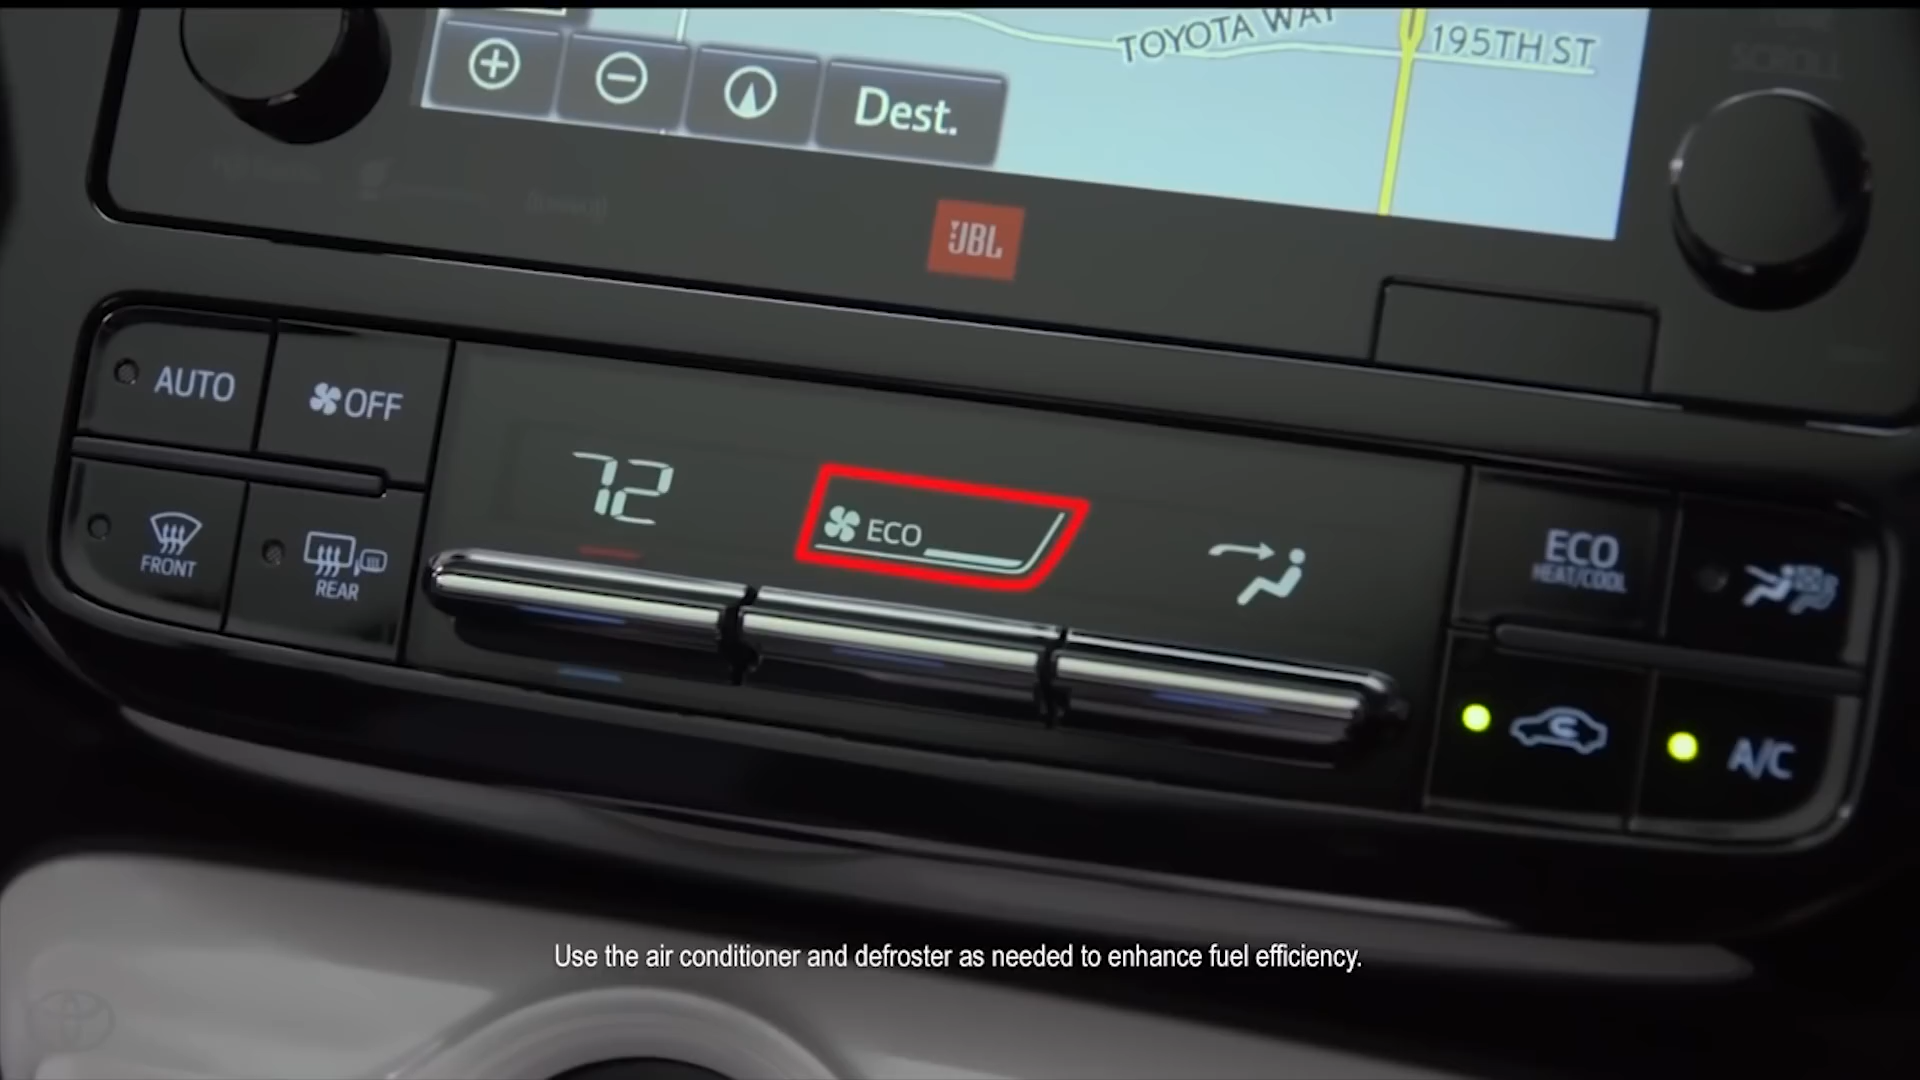 TOYOTA WAY
195TH ST
SCROLL
Dest.
JBL
AUTO
OFF
72
ECO
ECO
HEAT/COOL
FRONT
REAR
A/C
Use the air conditioner and defroster as needed to enhance fuel efficiency.